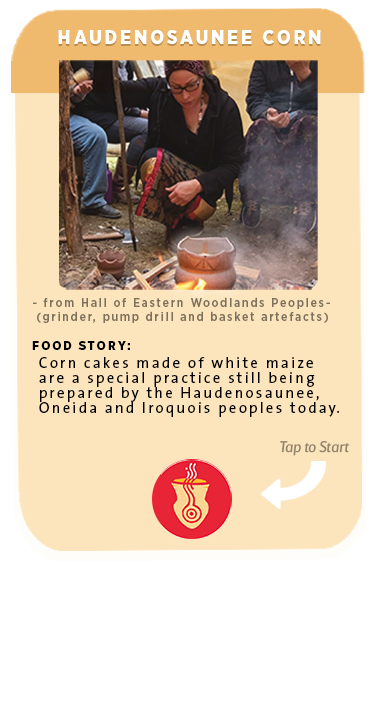 HAUDENOSAUNEE CORN
- from Hall of Eastern Woodlands Peoples-
(grinder, pump drill and basket artefacts)
FOOD STORY:
Corn cakes made of white maize
are a special practice still being
prepared by the Haudenosaunee,
Oneida and Iroquois peoples today.
Tap to Start